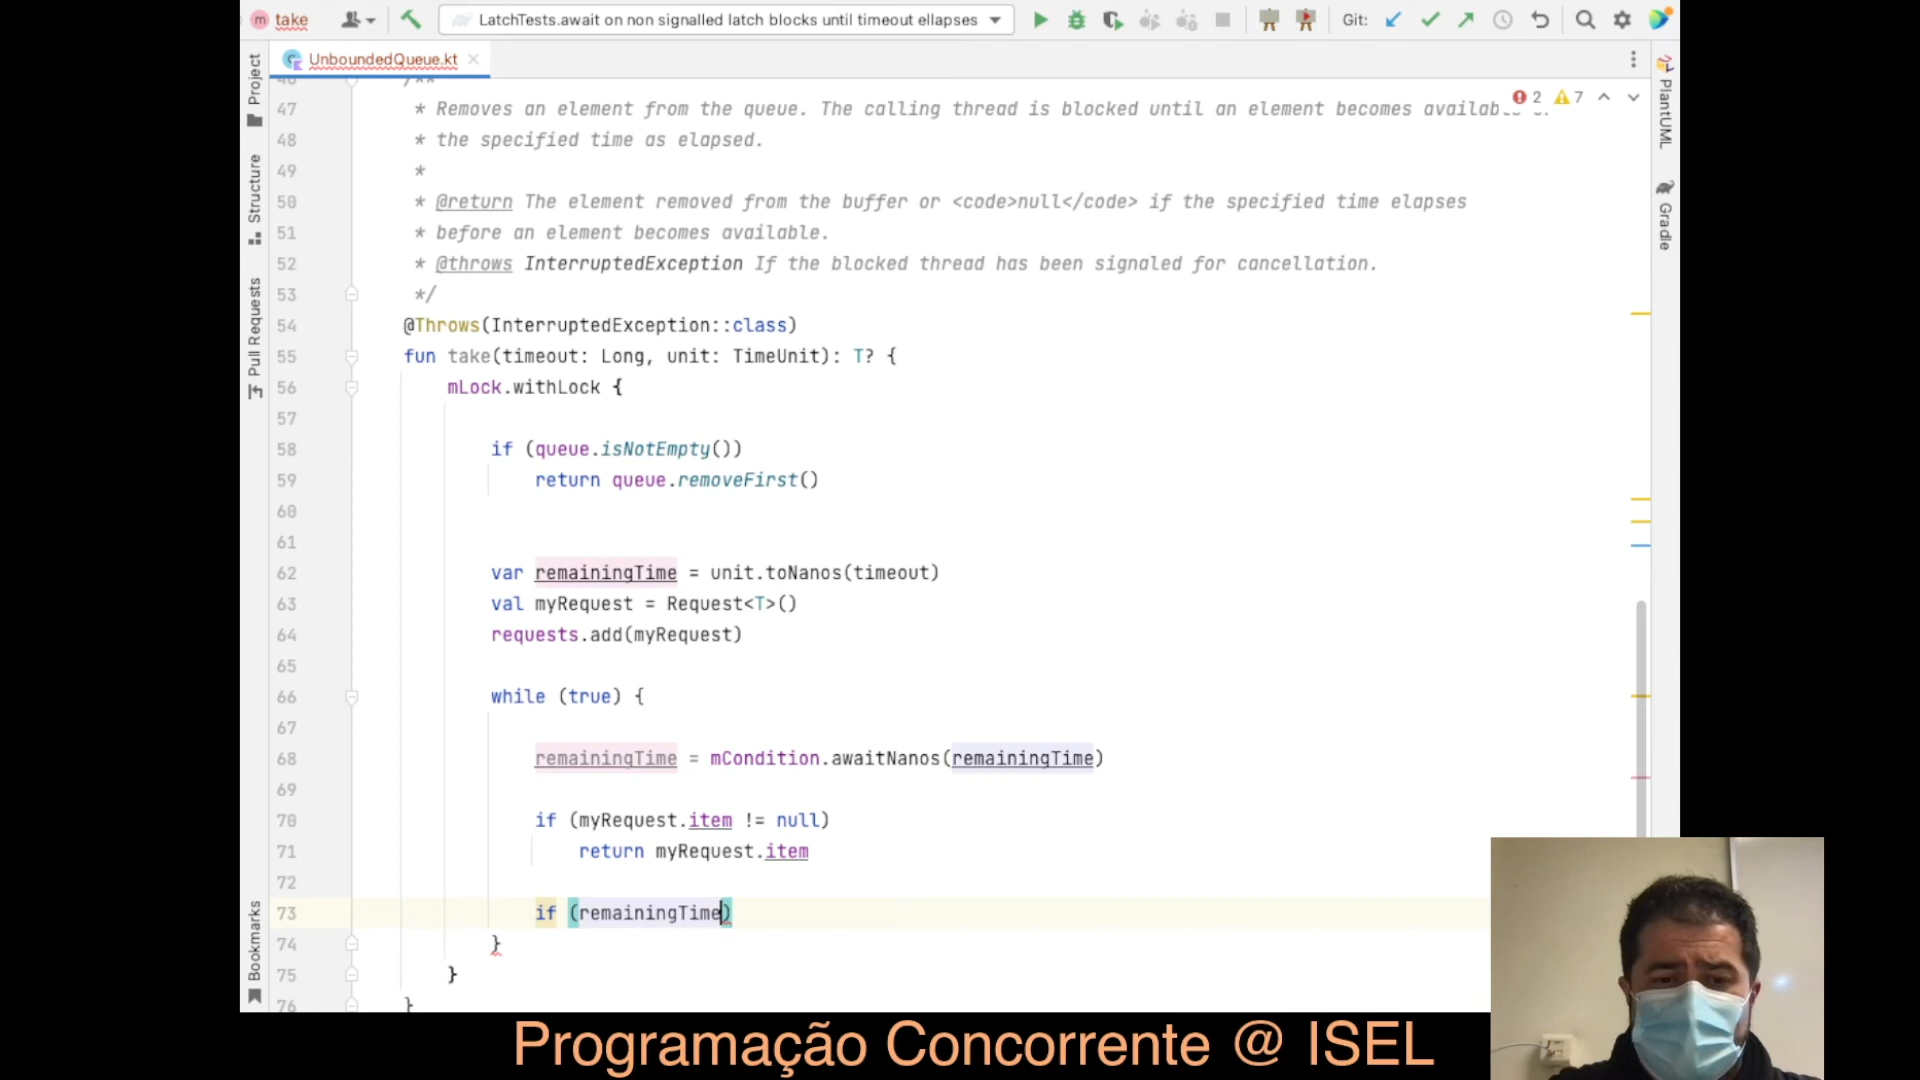 take
LatchTests.await on non signalled latch blocks until timeout ellapses
Git:
UnboundedQueue.kt
Project
Structure
Pull Requests
Bookmarks
PlantUML
Gradle
2 7
46 /**
47 * Removes an element from the queue. The calling thread is blocked until an element becomes availabl
48 * the specified time as elapsed.
49 *
50 * @return The element removed from the buffer or <code>null</code> if the specified time elapses
51 * before an element becomes available.
52 * @throws InterruptedException If the blocked thread has been signaled for cancellation.
53 */
54 @Throws(InterruptedException::class)
55 fun take(timeout: Long, unit: TimeUnit): T? {
56 mLock.withLock {
57
58 if (queue.isNotEmpty())
59 return queue.removeFirst()
60
61
62 var remainingTime = unit.toNanos(timeout)
63 val myRequest = Request<T>()
64 requests.add(myRequest)
65
66 while (true) {
67
68 remainingTime = mCondition.awaitNanos(remainingTime)
69
70 if (myRequest.item != null)
71 return myRequest.item
72
73 if (remainingTime)
74 }
75 }
76 }
Programação Concorrente @ ISEL